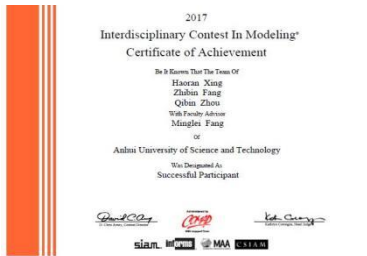 2017
Interdisciplinary Contest In Modeling®
Certificate of Achievement
Be It Known That The Team Of
Haoran Xing
Zhibin Fang
Qibin Zhou
With Faculty Advisor
Minglei Fang
Of
Anhui University of Science and Technology
Was Designated As
Successful Participant
COMAP
siam. informs MAA CSIAM